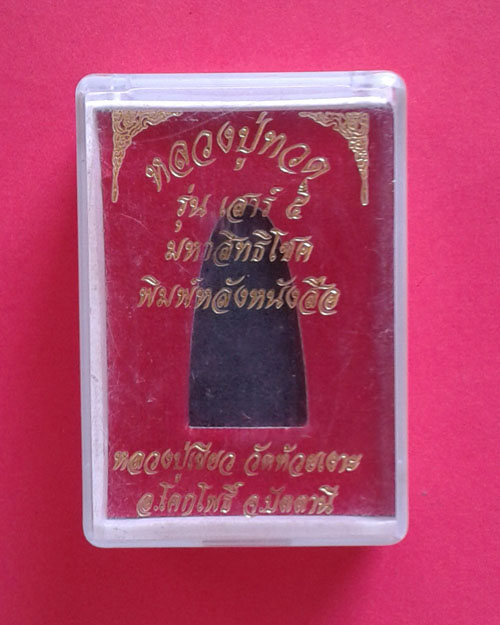 หลวงปู่ทวด
รุ่น เสาร์ ๕
มหาสิทธิโชค
พิมพ์หลังหนังสือ
หลวงปู่เขียว วัดห้วยเงาะ
อ.โคกโพธิ์ จ.ปัตตานี